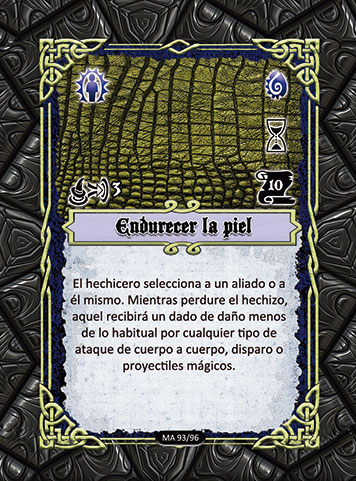 3
10
Endurecer la piel
El hechicero selecciona a un aliado o a
él mismo. Mientras perdure el hechizo,
aquel recibirá un dado de daño menos
de lo habitual por cualquier tipo de
ataque de cuerpo a cuerpo, disparo o
proyectiles mágicos.
MA 93/96